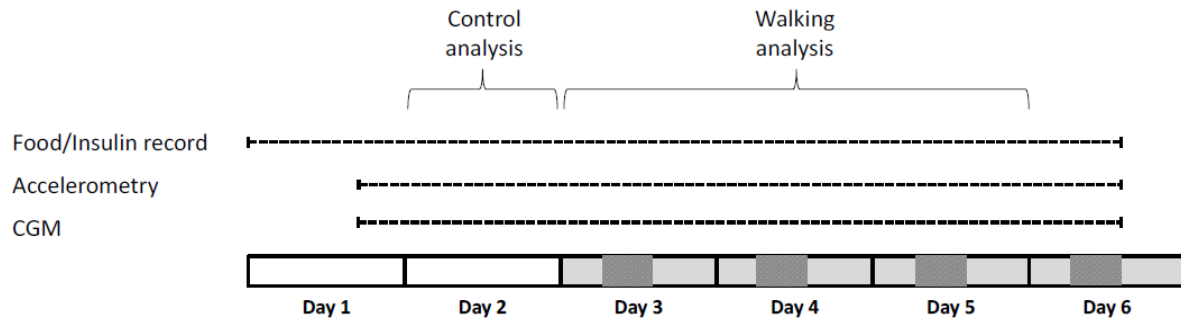 Control
analysis
Walking
analysis
Food/Insulin record
Accelerometry
CGM
Day 1
Day 2
Day 3
Day 4
Day 5
Day 6